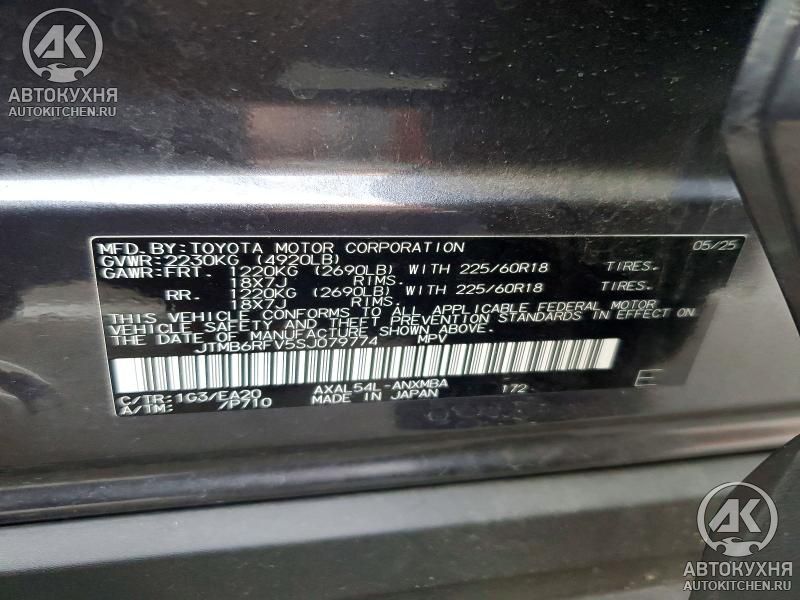 АК
АВТОКУХНЯ
AUTOKITCHEN.RU
MFD.BY:TOYOTA MOTOR CORPORATION 05/25
GVWR:2230KG (4920LB)
GAWR:FRT. 1220KG (2690LB) WITH 225/60R18 TIRES.
18X7J RIMS.
RR. 1220KG (2690LB) WITH 225/60R18 TIRES.
18X7J RIMS.
THIS VEHICLE CONFORMS TO ALL APPLICABLE FEDERAL MOTOR
VEHICLE SAFETY AND THEFT PREVENTION STANDARDS IN EFFECT ON
THE DATE OF MANUFACTURE SHOWN ABOVE.
JTMB6RFV5SJ079774 MPV
C/TR:1G3/EA20 AXAL54L-ANXMBA 172 E
A/TM: /P710 MADE IN JAPAN
АК
АВТОКУХНЯ
AUTOKITCHEN.RU